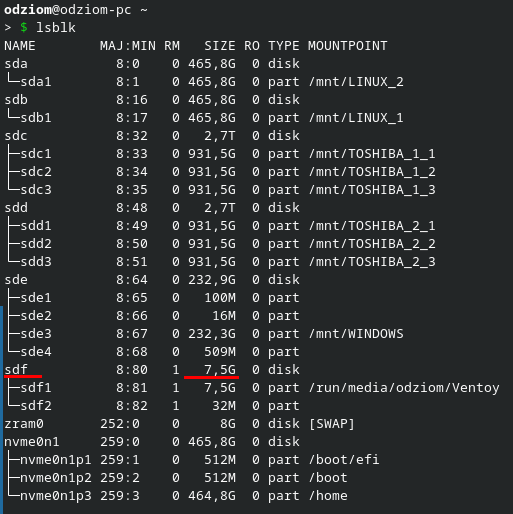 odziom@odziom-pc ~
> $ lsblk
NAME        MAJ:MIN RM   SIZE RO TYPE MOUNTPOINT
sda           8:0    0 465,8G  0 disk
└─sda1        8:1    0 465,8G  0 part /mnt/LINUX_2
sdb           8:16   0 465,8G  0 disk
└─sdb1        8:17   0 465,8G  0 part /mnt/LINUX_1
sdc           8:32   0   2,7T  0 disk
├─sdc1        8:33   0 931,5G  0 part /mnt/TOSHIBA_1_1
├─sdc2        8:34   0 931,5G  0 part /mnt/TOSHIBA_1_2
└─sdc3        8:35   0 931,5G  0 part /mnt/TOSHIBA_1_3
sdd           8:48   0   2,7T  0 disk
├─sdd1        8:49   0 931,5G  0 part /mnt/TOSHIBA_2_1
├─sdd2        8:50   0 931,5G  0 part /mnt/TOSHIBA_2_2
└─sdd3        8:51   0 931,5G  0 part /mnt/TOSHIBA_2_3
sde           8:64   0 232,9G  0 disk
├─sde1        8:65   0   100M  0 part
├─sde2        8:66   0    16M  0 part
├─sde3        8:67   0 232,3G  0 part /mnt/WINDOWS
└─sde4        8:68   0   509M  0 part
sdf           8:80   1   7,5G  0 disk
├─sdf1        8:81   1   7,5G  0 part /run/media/odziom/Ventoy
└─sdf2        8:82   1    32M  0 part
zram0       252:0    0     8G  0 disk [SWAP]
nvme0n1     259:0    0 465,8G  0 disk
├─nvme0n1p1 259:1    0   512M  0 part /boot/efi
├─nvme0n1p2 259:2    0   512M  0 part /boot
└─nvme0n1p3 259:3    0 464,8G  0 part /home